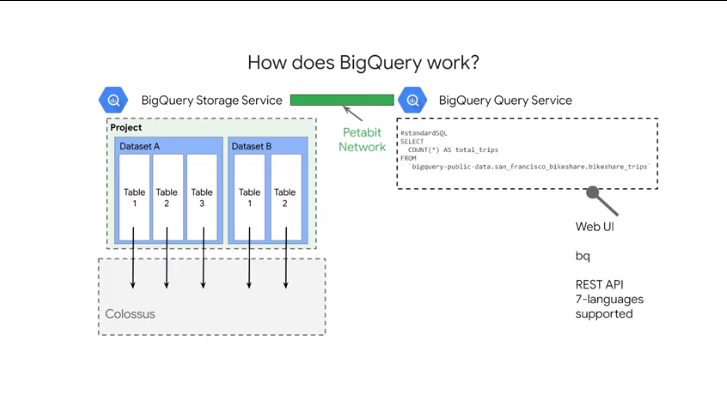 How does BigQuery work?
BigQuery Storage Service
BigQuery Query Service
Petabit
Network
Project
Dataset A
Dataset B
Table
1
Table
2
Table
3
Table
1
Table
2
Colossus
#standardSQL
SELECT
COUNT(*) AS total_trips
FROM
`bigquery-public-data.san_francisco_bikeshare.bikeshare_trips`
Web UI
bq
REST API
7-languages
supported